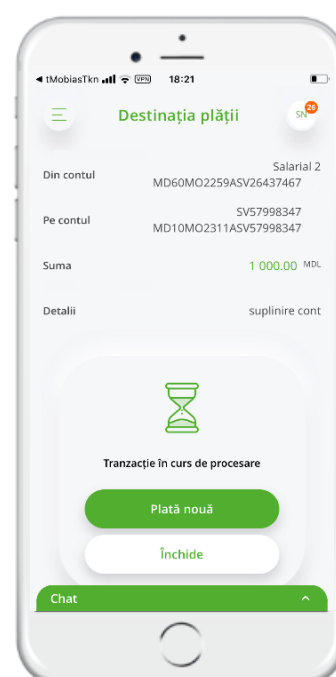 tMobiasTkn VPN 18:21
Destinația plății
SN
26
Din contul
Salarial 2
MD60MO2259ASV26437467
Pe contul
SV57998347
MD10MO2311ASV57998347
Suma
1 000.00 MDL
Detalii
suplinire cont
Tranzacție în curs de procesare
Plată nouă
Închide
Chat